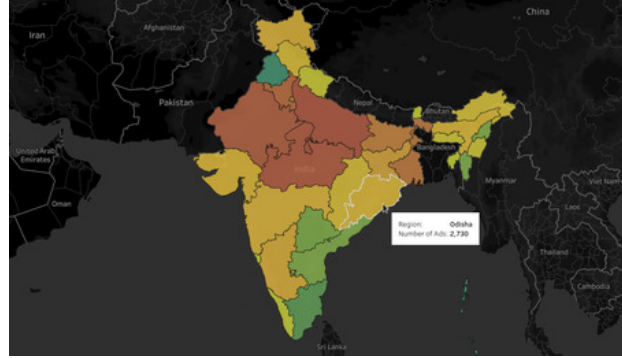 China
Afghanistan
Iran
Pakistan
Nepal
Bhutan
United Arab
Emirates
Bangladesh
India
Myanmar
Viet Nam
Oman
Laos
Region: Odisha
Number of Ads: 2,730
Thailand
Cambodia
Sri Lanka